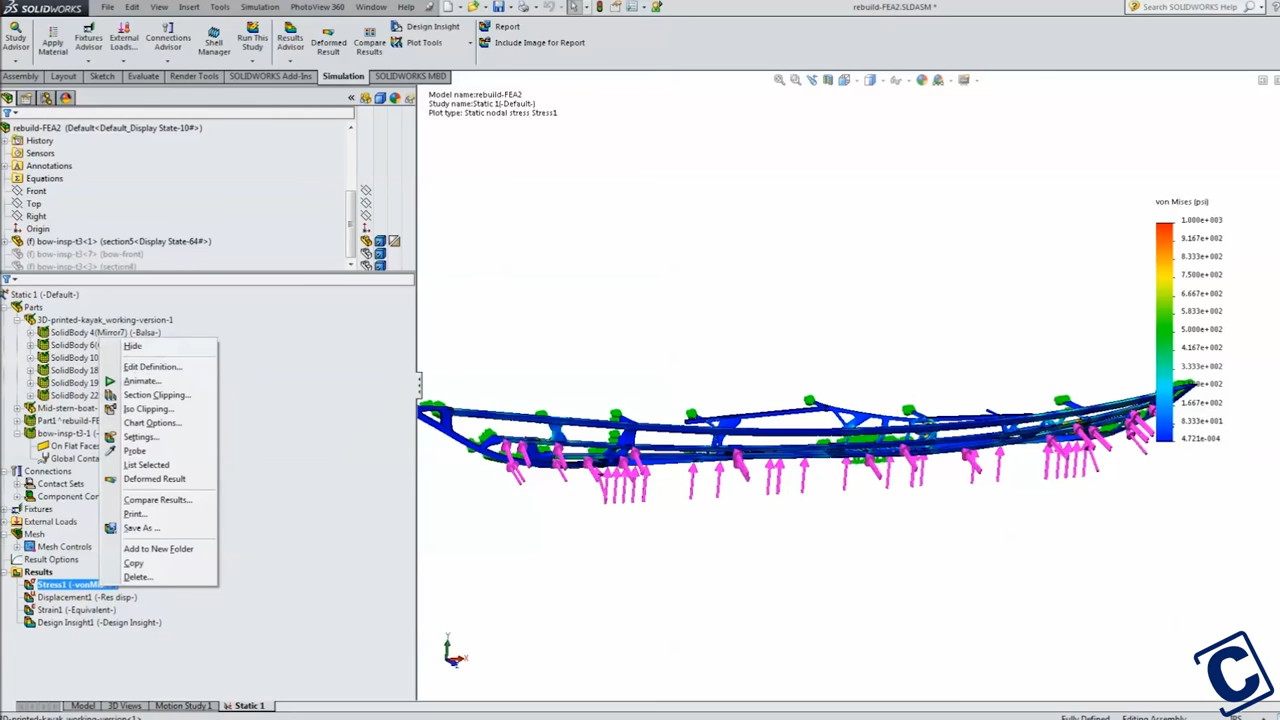 SOLIDWORKS File Edit View Insert Tools Simulation PhotoView 360 Window Help rebuild-FEA2.SLDASM * Search SOLIDWORKS Help
Study Advisor
Apply Material
Fixtures Advisor
External Loads...
Connections Advisor
Shell Manager
Run This Study
Results Advisor
Deformed Result
Compare Results
Design Insight
Plot Tools
Report
Include Image for Report
Assembly Layout Sketch Evaluate Render Tools SOLIDWORKS Add-Ins Simulation SOLIDWORKS MBD
Model name:rebuild-FEA2
Study name:Static 1(-Default-)
Plot type: Static nodal stress Stress1
rebuild-FEA2 (Default<Default_Display State-10#>)
History
Sensors
Annotations
Equations
Front
Top
Right
Origin
(f) bow-insp-t3<1> (section5<Display State-64#>)
(f) bow-insp-t3<7> (bow-front)
(f) bow-insp-t3<3> (section4)
Static 1 (-Default-)
Parts
3D-printed-kayak_working-version-1
SolidBody 4(Mirror7) (-Balsa-)
SolidBody 6(
SolidBody 10
SolidBody 18
SolidBody 19
SolidBody 22
Mid-stern-boat-
Part1^rebuild-FE
bow-insp-t3-1 (
On Flat Faces
Global Conta
Connections
Contact Sets
Component Con
Fixtures
External Loads
Mesh
Mesh Controls
Result Options
Results
Stress1 (-vonMi
Displacement1 (-Res disp-)
Strain1 (-Equivalent-)
Design Insight1 (-Design Insight-)
Hide
Edit Definition...
Animate...
Section Clipping...
Iso Clipping...
Chart Options...
Settings...
Probe
List Selected
Deformed Result
Compare Results...
Print...
Save As ...
Add to New Folder
Copy
Delete...
von Mises (psi)
1.000e+003
9.167e+002
8.333e+002
7.500e+002
6.667e+002
5.833e+002
5.000e+002
4.167e+002
3.333e+002
1.667e+002
8.333e+001
4.721e-004
Y
X
C
Model 3D Views Motion Study 1 Static 1
3D-printed-kayak_working-version<1> Fully Defined Editing Assembly IPS